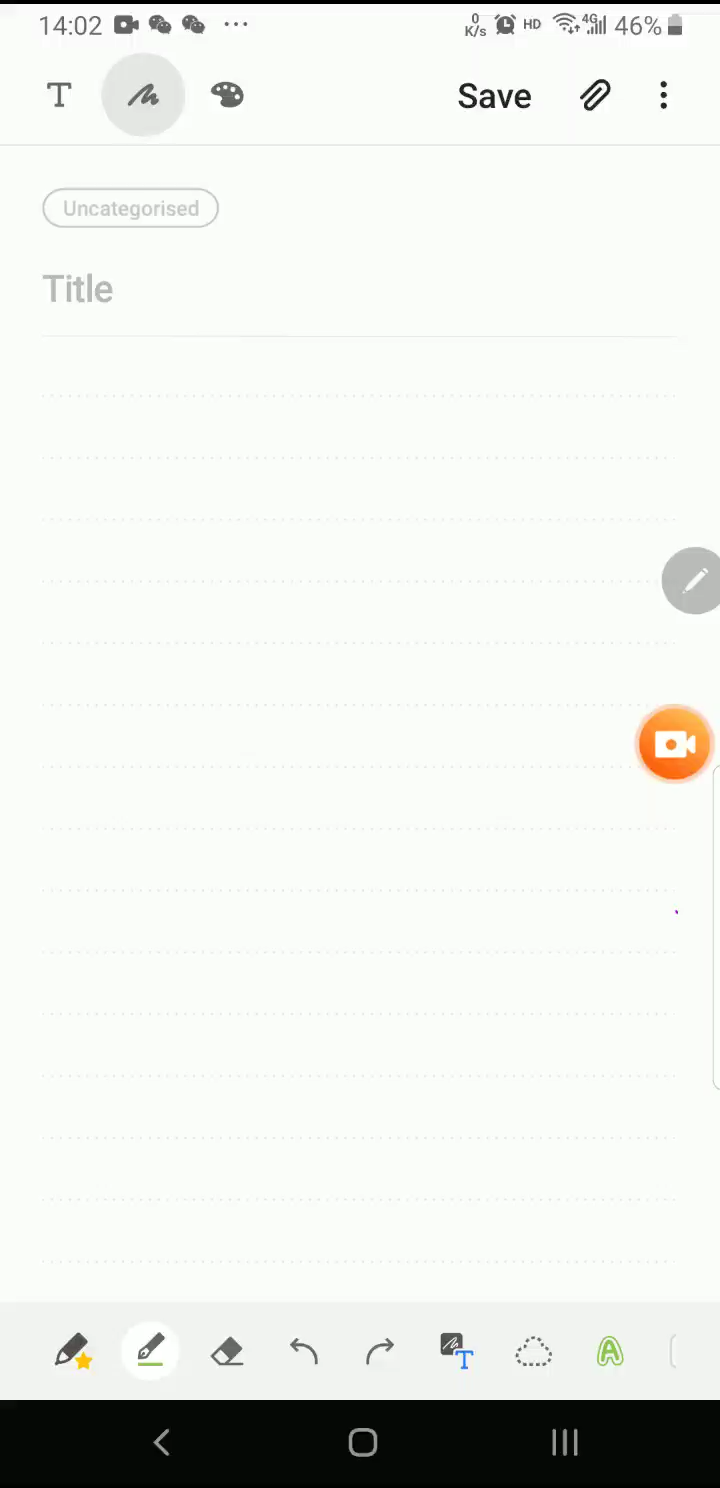 14:02 ... 0 K/s HD 4G 46%
T Save
Uncategorised
Title
T A